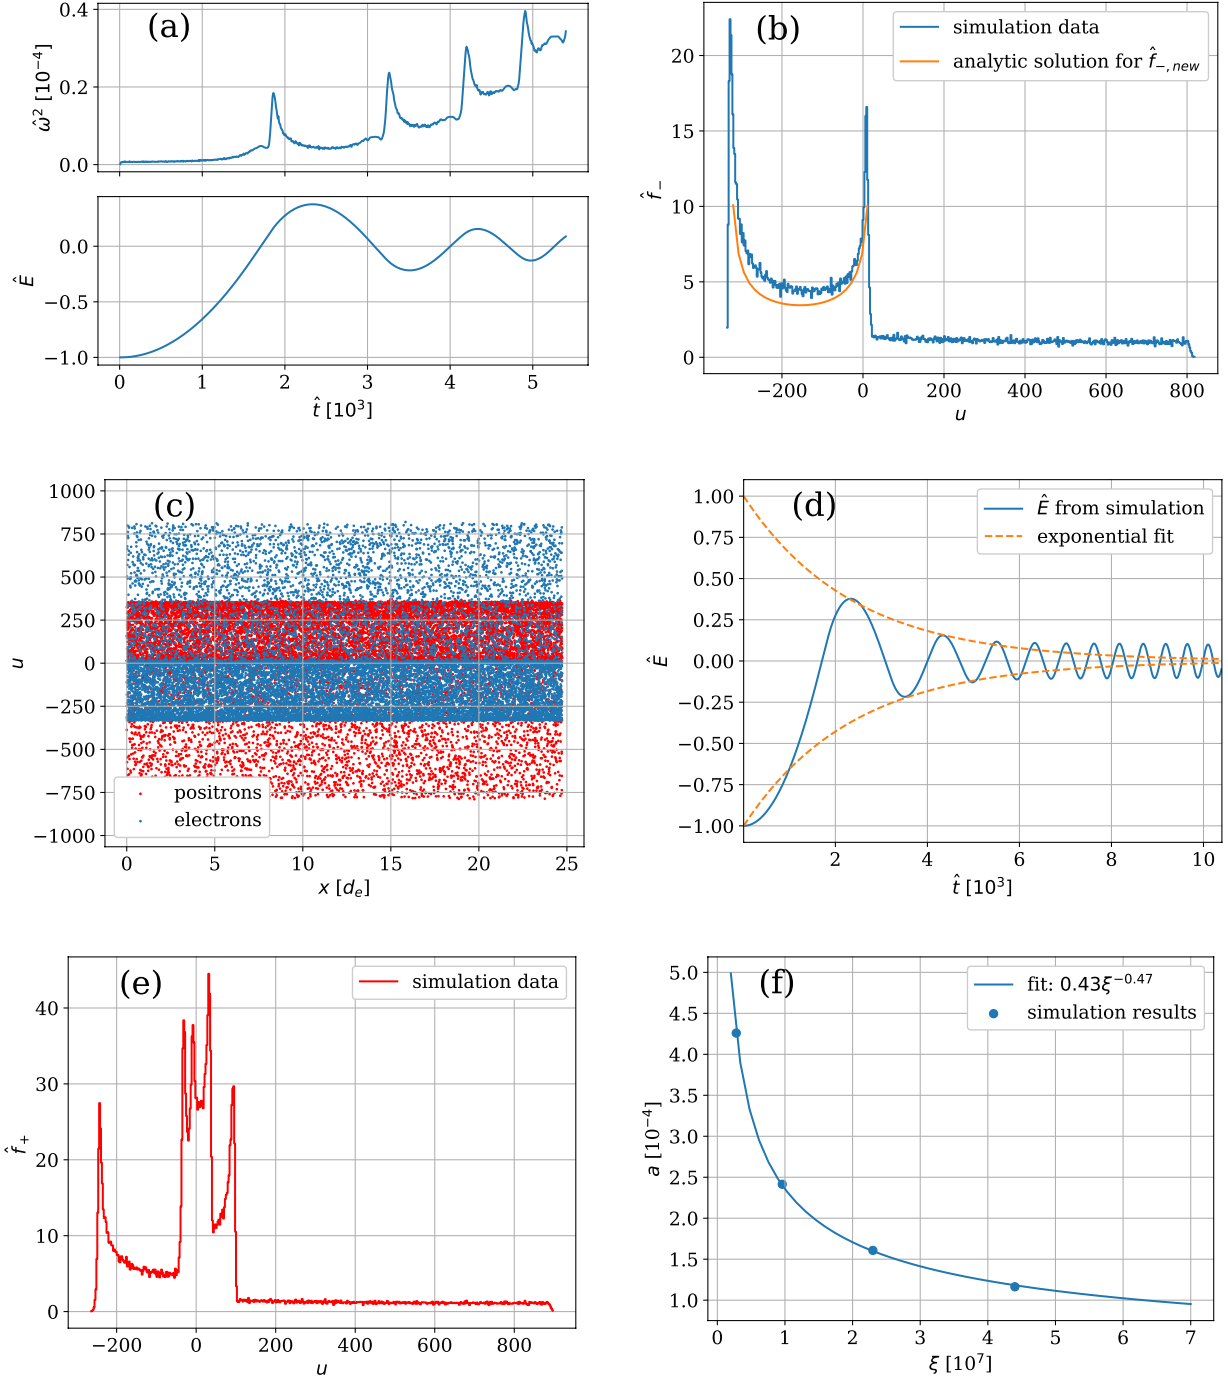 (a)
0.4
0.2
0.0
ω̂² [10⁻⁴]
0.0
−0.5
−1.0
Ê
0 1 2 3 4 5
t̂ [10³]
(b)
simulation data
analytic solution for f̂₋,new
20
15
10
5
0
f̂₋
−200 0 200 400 600 800
u
(c)
1000
750
500
250
0
−250
−500
−750
−1000
u
positrons
electrons
0 5 10 15 20 25
x [dₑ]
(d)
Ê from simulation
exponential fit
1.00
0.75
0.50
0.25
0.00
−0.25
−0.50
−0.75
−1.00
Ê
2 4 6 8 10
t̂ [10³]
(e)
simulation data
40
30
20
10
0
f̂₊
−200 0 200 400 600 800
u
(f)
fit: 0.43ξ⁻⁰·⁴⁷
simulation results
5.0
4.5
4.0
3.5
3.0
2.5
2.0
1.5
1.0
a [10⁻⁴]
0 1 2 3 4 5 6 7
ξ [10⁷]